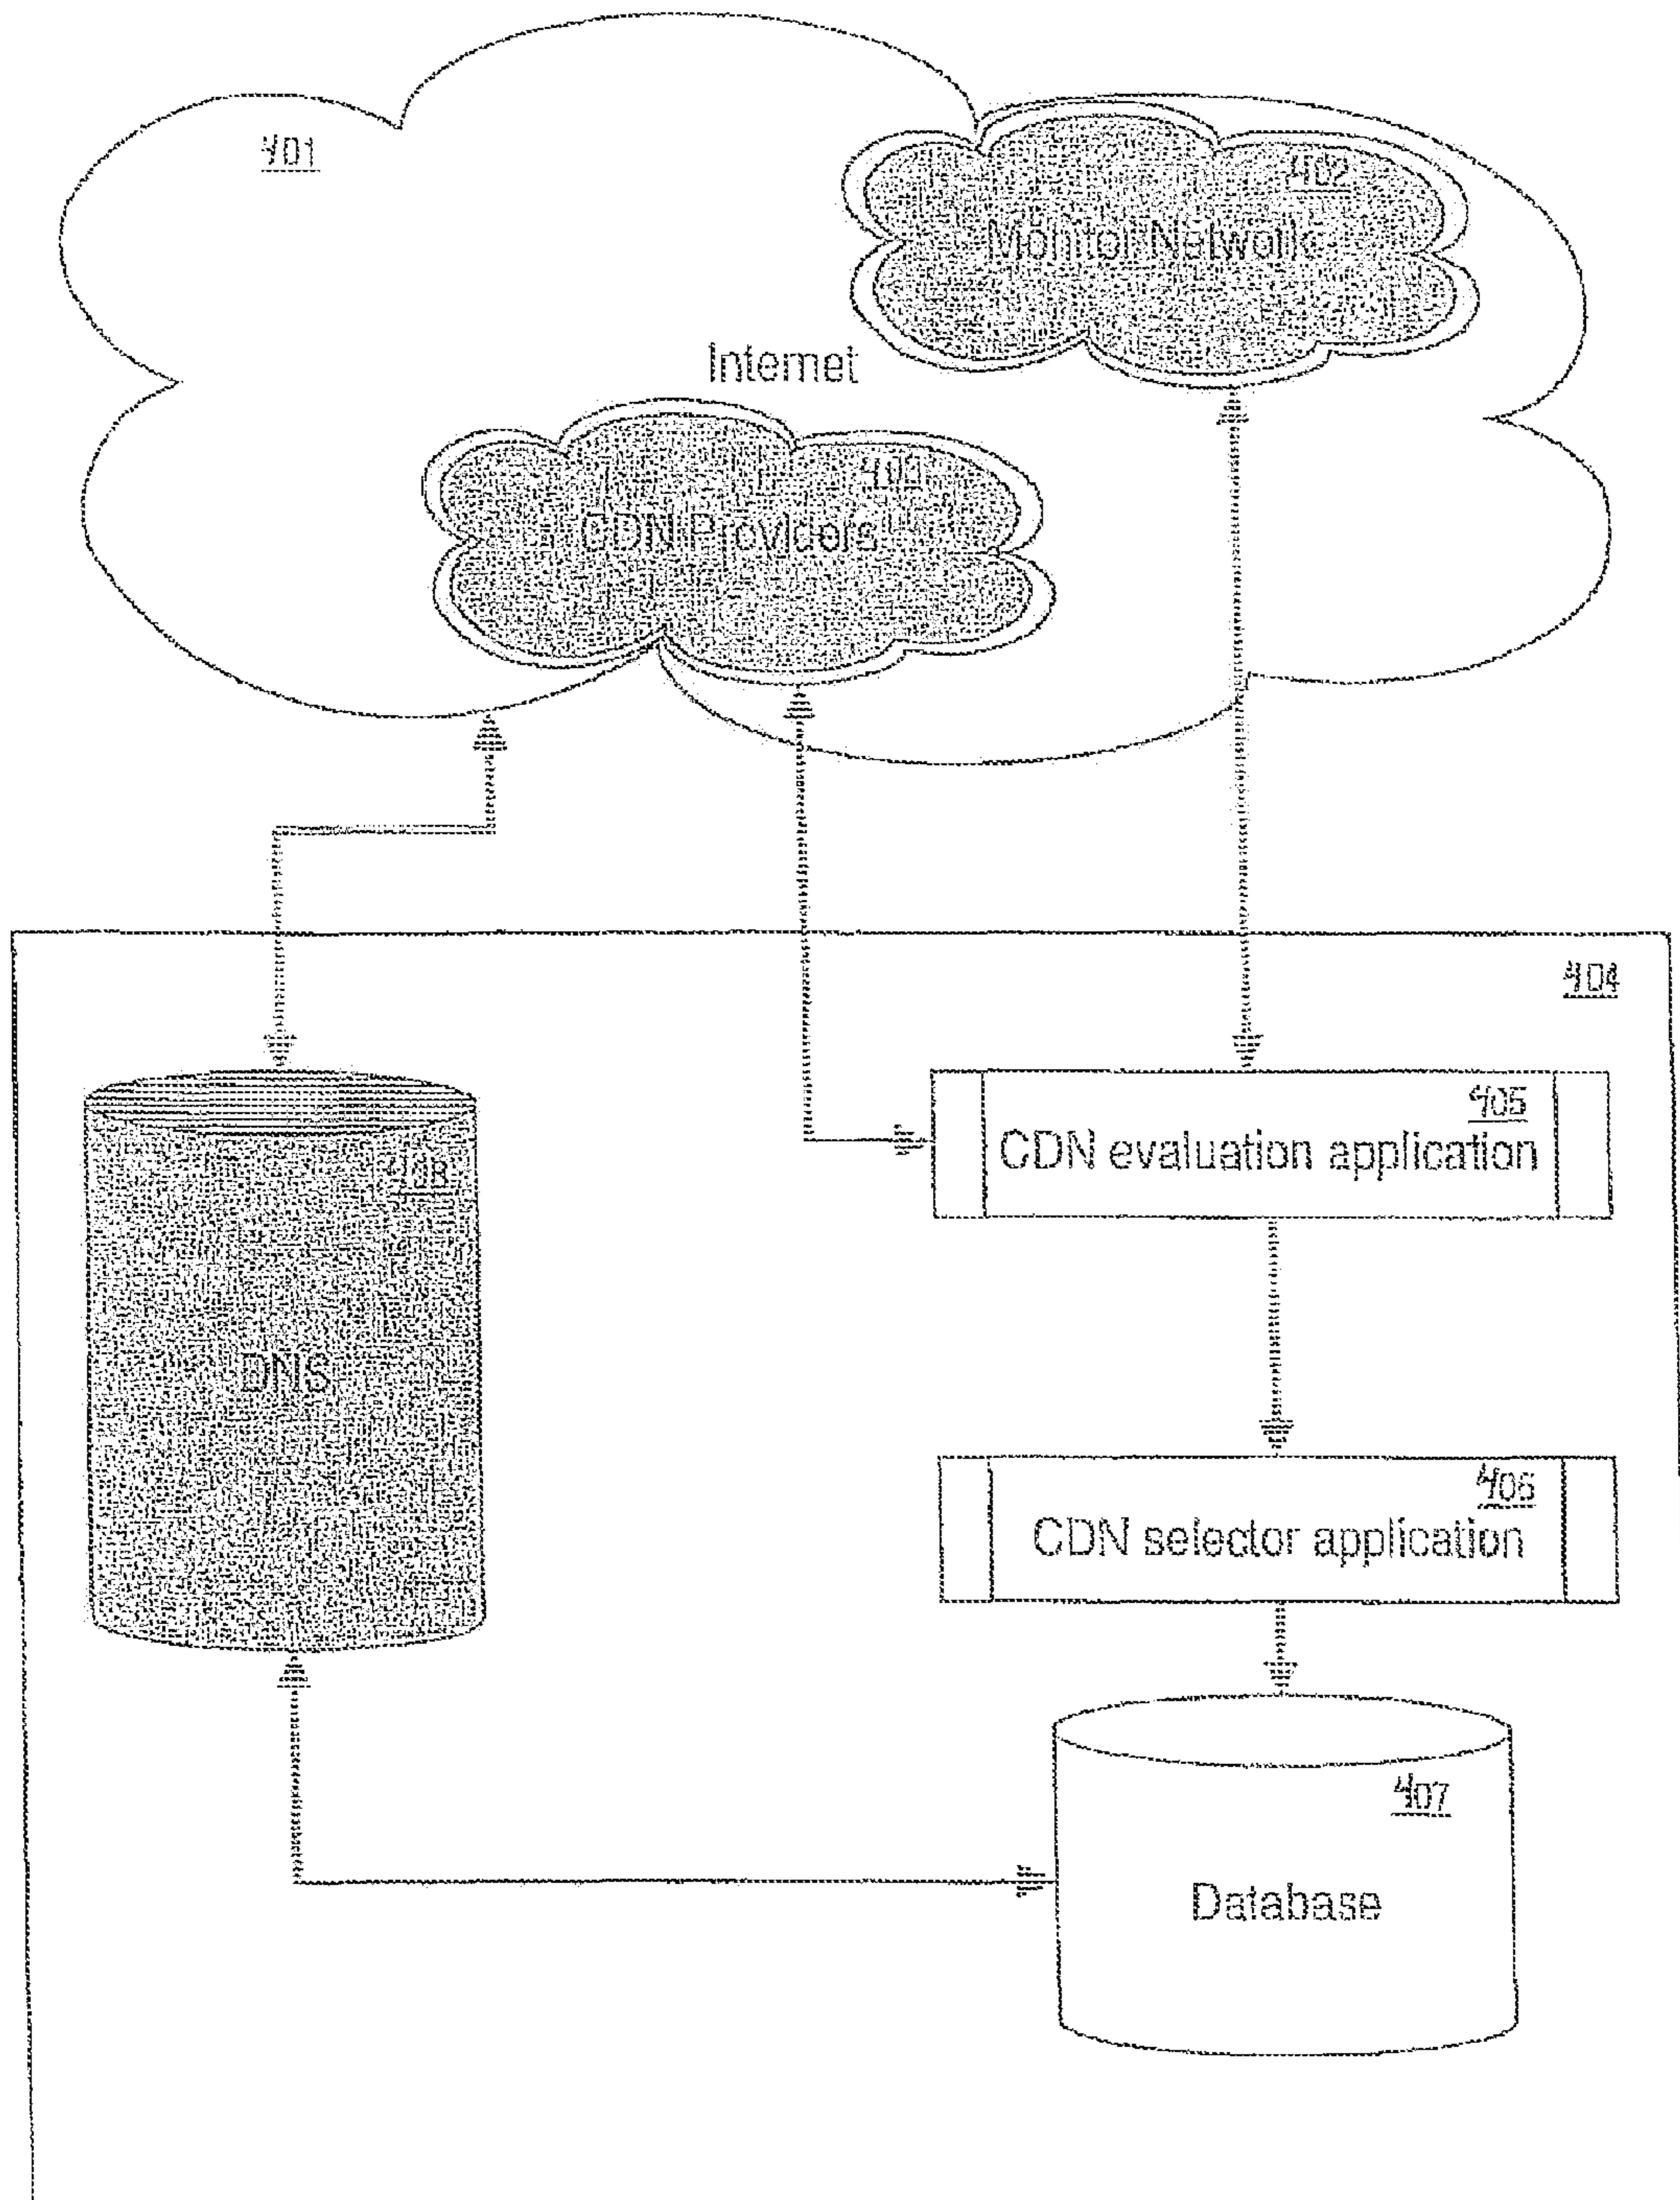 401
402
Monitor Network
Internet
403
CDN Providers
404
405
CDN evaluation application
408
DNS
406
CDN selector application
407
Database